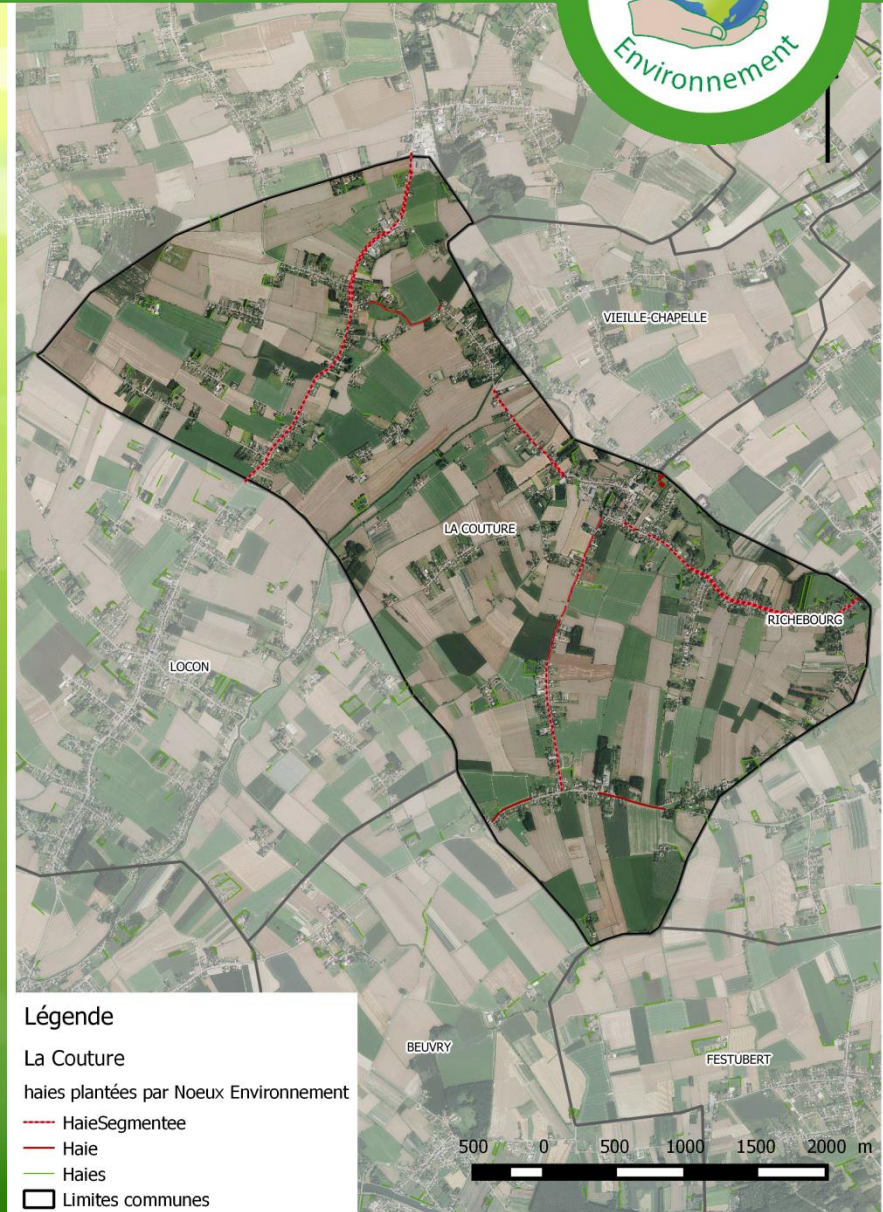 Environnement
VIEILLE-CHAPELLE
LA COUTURE
RICHEBOURG
LOCON
BEUVRY
FESTUBERT
Légende
La Couture
haies plantées par Noeux Environnement
HaieSegmentee
Haie
Haies
Limites communes
500 0 500 1000 1500 2000 m